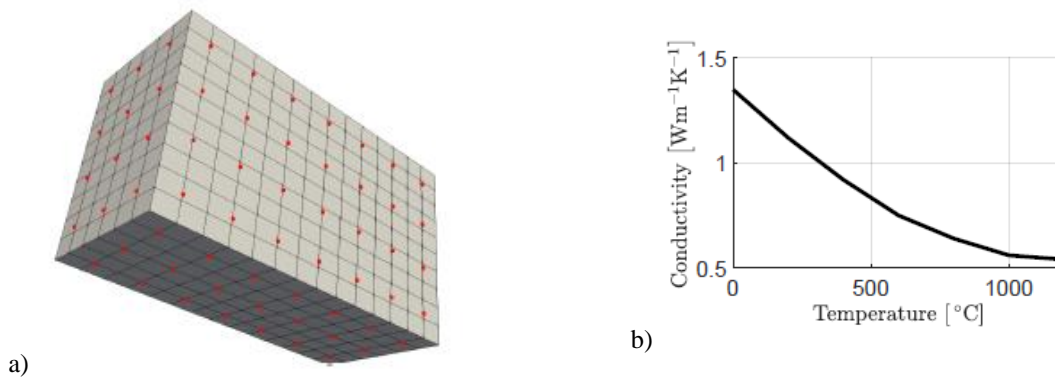 a)
b)
Conductivity [Wm⁻¹K⁻¹]
1.5
1
0.5
0 500 1000
Temperature [°C]